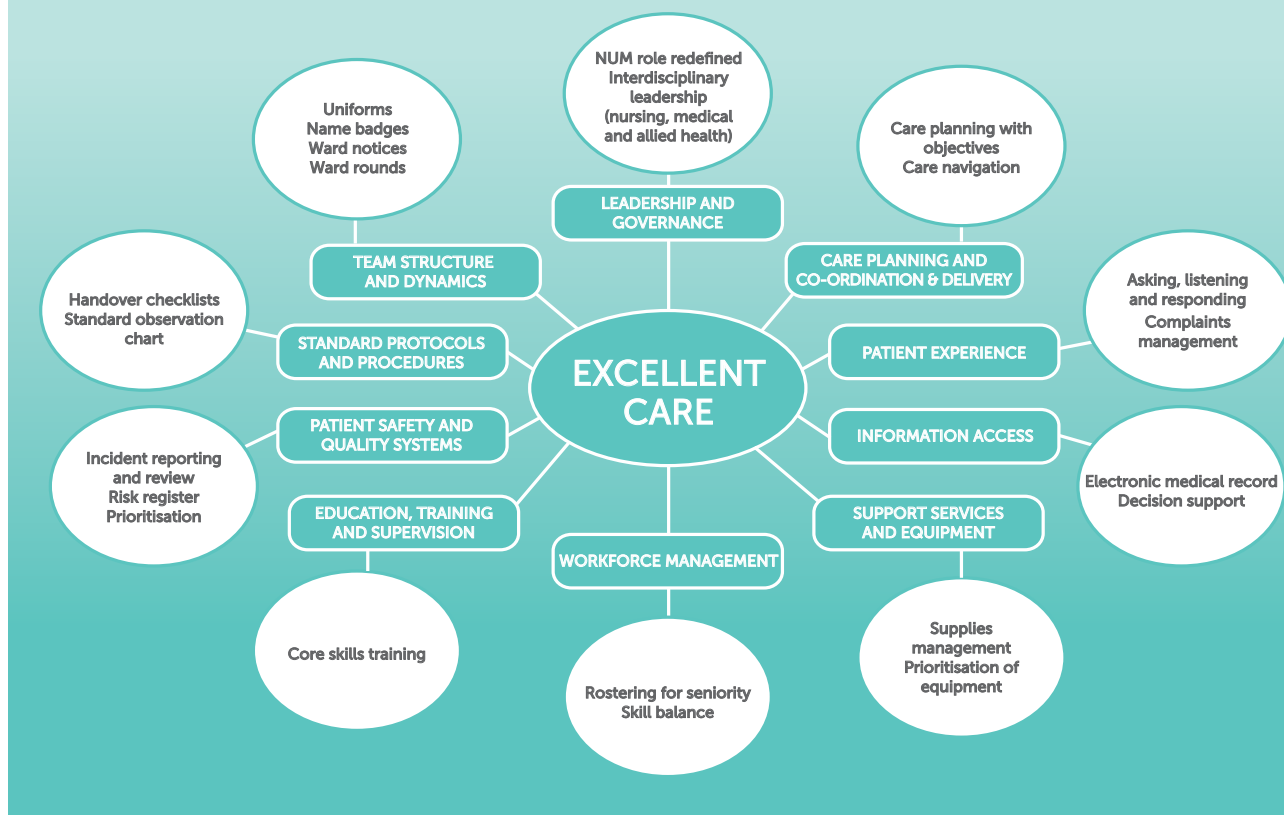 NUM role redefined
Interdisciplinary
leadership
(nursing, medical
and allied health)
LEADERSHIP AND
GOVERNANCE
Uniforms
Name badges
Ward notices
Ward rounds
TEAM STRUCTURE
AND DYNAMICS
Care planning with
objectives
Care navigation
CARE PLANNING AND
CO-ORDINATION & DELIVERY
Handover checklists
Standard observation
chart
STANDARD PROTOCOLS
AND PROCEDURES
EXCELLENT
CARE
PATIENT EXPERIENCE
Asking, listening
and responding
Complaints
management
Incident reporting
and review
Risk register
Prioritisation
PATIENT SAFETY AND
QUALITY SYSTEMS
INFORMATION ACCESS
Electronic medical record
Decision support
EDUCATION, TRAINING
AND SUPERVISION
Core skills training
WORKFORCE MANAGEMENT
Rostering for seniority
Skill balance
SUPPORT SERVICES
AND EQUIPMENT
Supplies
management
Prioritisation of
equipment